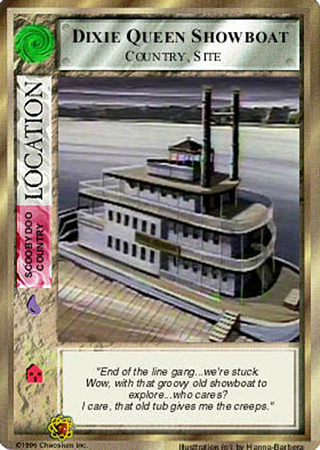 DIXIE QUEEN SHOWBOAT
COUNTRY, SITE
LOCATION
SCOOBYDOO
COUNTRY
"End of the line gang...we're stuck.
Wow, with that groovy old showboat to
explore...who cares?
I care, that old tub gives me the creeps."
©1996 Chaosium Inc.
Illustration (c) by Hanna-Barbera